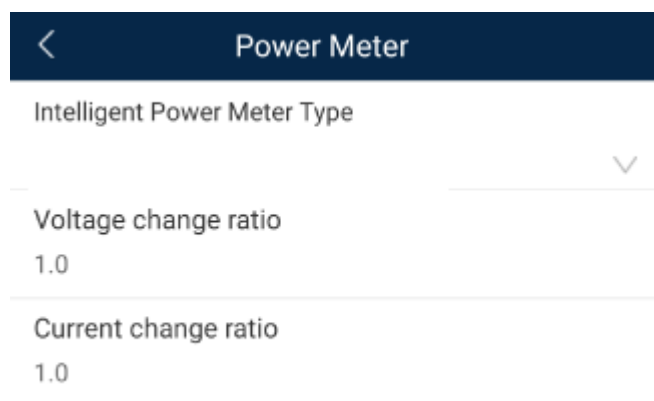 Power Meter
Intelligent Power Meter Type
Voltage change ratio
1.0
Current change ratio
1.0